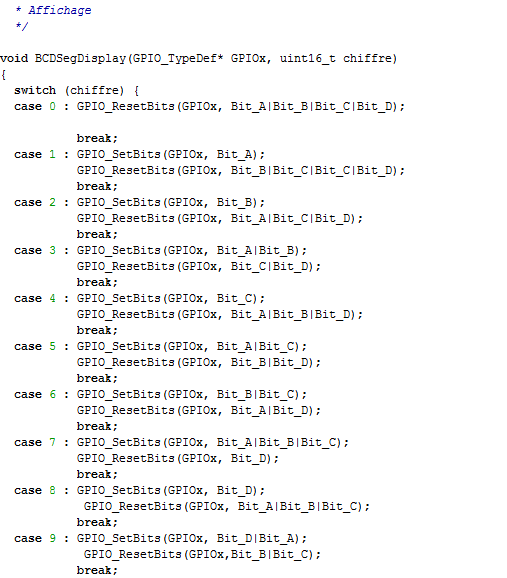 * Affichage
*/
void BCDSegDisplay(GPIO_TypeDef* GPIOx, uint16_t chiffre)
{
switch (chiffre) {
case 0 : GPIO_ResetBits(GPIOx, Bit_A|Bit_B|Bit_C|Bit_D);
break;
case 1 : GPIO_SetBits(GPIOx, Bit_A);
GPIO_ResetBits(GPIOx, Bit_B|Bit_C|Bit_C|Bit_D);
break;
case 2 : GPIO_SetBits(GPIOx, Bit_B);
GPIO_ResetBits(GPIOx, Bit_A|Bit_C|Bit_D);
break;
case 3 : GPIO_SetBits(GPIOx, Bit_A|Bit_B);
GPIO_ResetBits(GPIOx, Bit_C|Bit_D);
break;
case 4 : GPIO_SetBits(GPIOx, Bit_C);
GPIO_ResetBits(GPIOx, Bit_A|Bit_B|Bit_D);
break;
case 5 : GPIO_SetBits(GPIOx, Bit_A|Bit_C);
GPIO_ResetBits(GPIOx, Bit_B|Bit_D);
break;
case 6 : GPIO_SetBits(GPIOx, Bit_B|Bit_C);
GPIO_ResetBits(GPIOx, Bit_A|Bit_D);
break;
case 7 : GPIO_SetBits(GPIOx, Bit_A|Bit_B|Bit_C);
GPIO_ResetBits(GPIOx, Bit_D);
break;
case 8 : GPIO_SetBits(GPIOx, Bit_D);
GPIO_ResetBits(GPIOx, Bit_A|Bit_B|Bit_C);
break;
case 9 : GPIO_SetBits(GPIOx, Bit_D|Bit_A);
GPIO_ResetBits(GPIOx,Bit_B|Bit_C);
break;